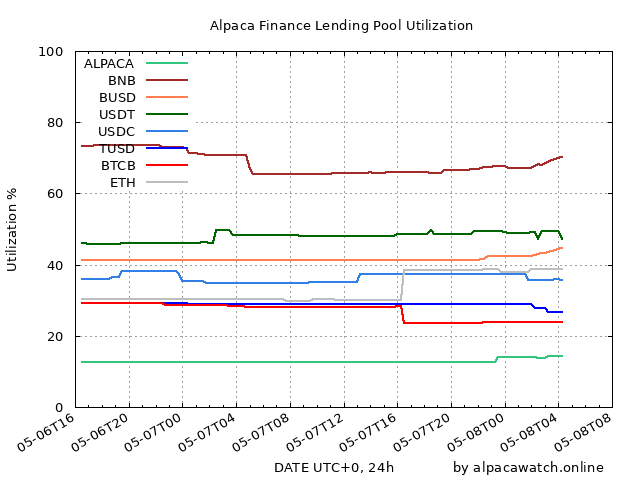 Alpaca Finance Lending Pool Utilization
100
80
60
40
20
0
Utilization %
ALPACA
BNB
BUSD
USDT
USDC
TUSD
BTCB
ETH
05-06T16
05-06T20
05-07T00
05-07T04
05-07T08
05-07T12
05-07T16
05-07T20
05-08T00
05-08T04
05-08T08
DATE UTC+0, 24h
by alpacawatch.online